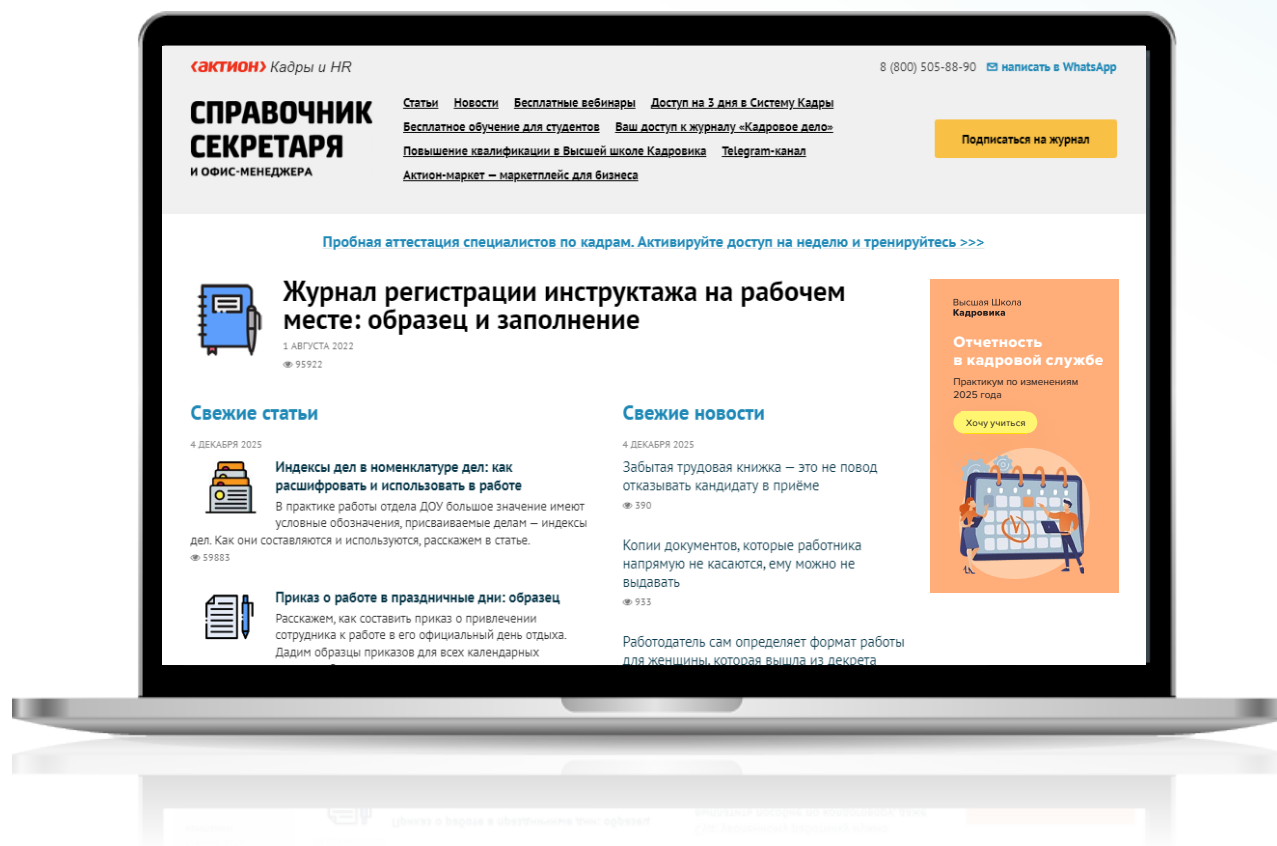 ‹актион› Кадры и HR
8 (800) 505-88-90 написать в WhatsApp
СПРАВОЧНИК
СЕКРЕТАРЯ
И ОФИС-МЕНЕДЖЕРА
Статьи Новости Бесплатные вебинары Доступ на 3 дня в Систему Кадры
Бесплатное обучение для студентов Ваш доступ к журналу «Кадровое дело»
Повышение квалификации в Высшей школе Кадровика Telegram-канал
Актион-маркет — маркетплейс для бизнеса
Подписаться на журнал
Пробная аттестация специалистов по кадрам. Активируйте доступ на неделю и тренируйтесь >>>
Журнал регистрации инструктажа на рабочем
месте: образец и заполнение
1 АВГУСТА 2022
95922
Свежие статьи
4 ДЕКАБРЯ 2025
Индексы дел в номенклатуре дел: как
расшифровать и использовать в работе
В практике работы отдела ДОУ большое значение имеют
условные обозначения, присваиваемые делам — индексы
дел. Как они составляются и используются, расскажем в статье.
59883
Приказ о работе в праздничные дни: образец
Расскажем, как составить приказ о привлечении
сотрудника к работе в его официальный день отдыха.
Дадим образцы приказов для всех календарных
Свежие новости
4 ДЕКАБРЯ 2025
Забытая трудовая книжка — это не повод
отказывать кандидату в приёме
390
Копии документов, которые работника
напрямую не касаются, ему можно не
выдавать
933
Работодатель сам определяет формат работы
для женщины, которая вышла из декрета
Высшая Школа
Кадровика
Отчетность
в кадровой службе
Практикум по изменениям
2025 года
Хочу учиться